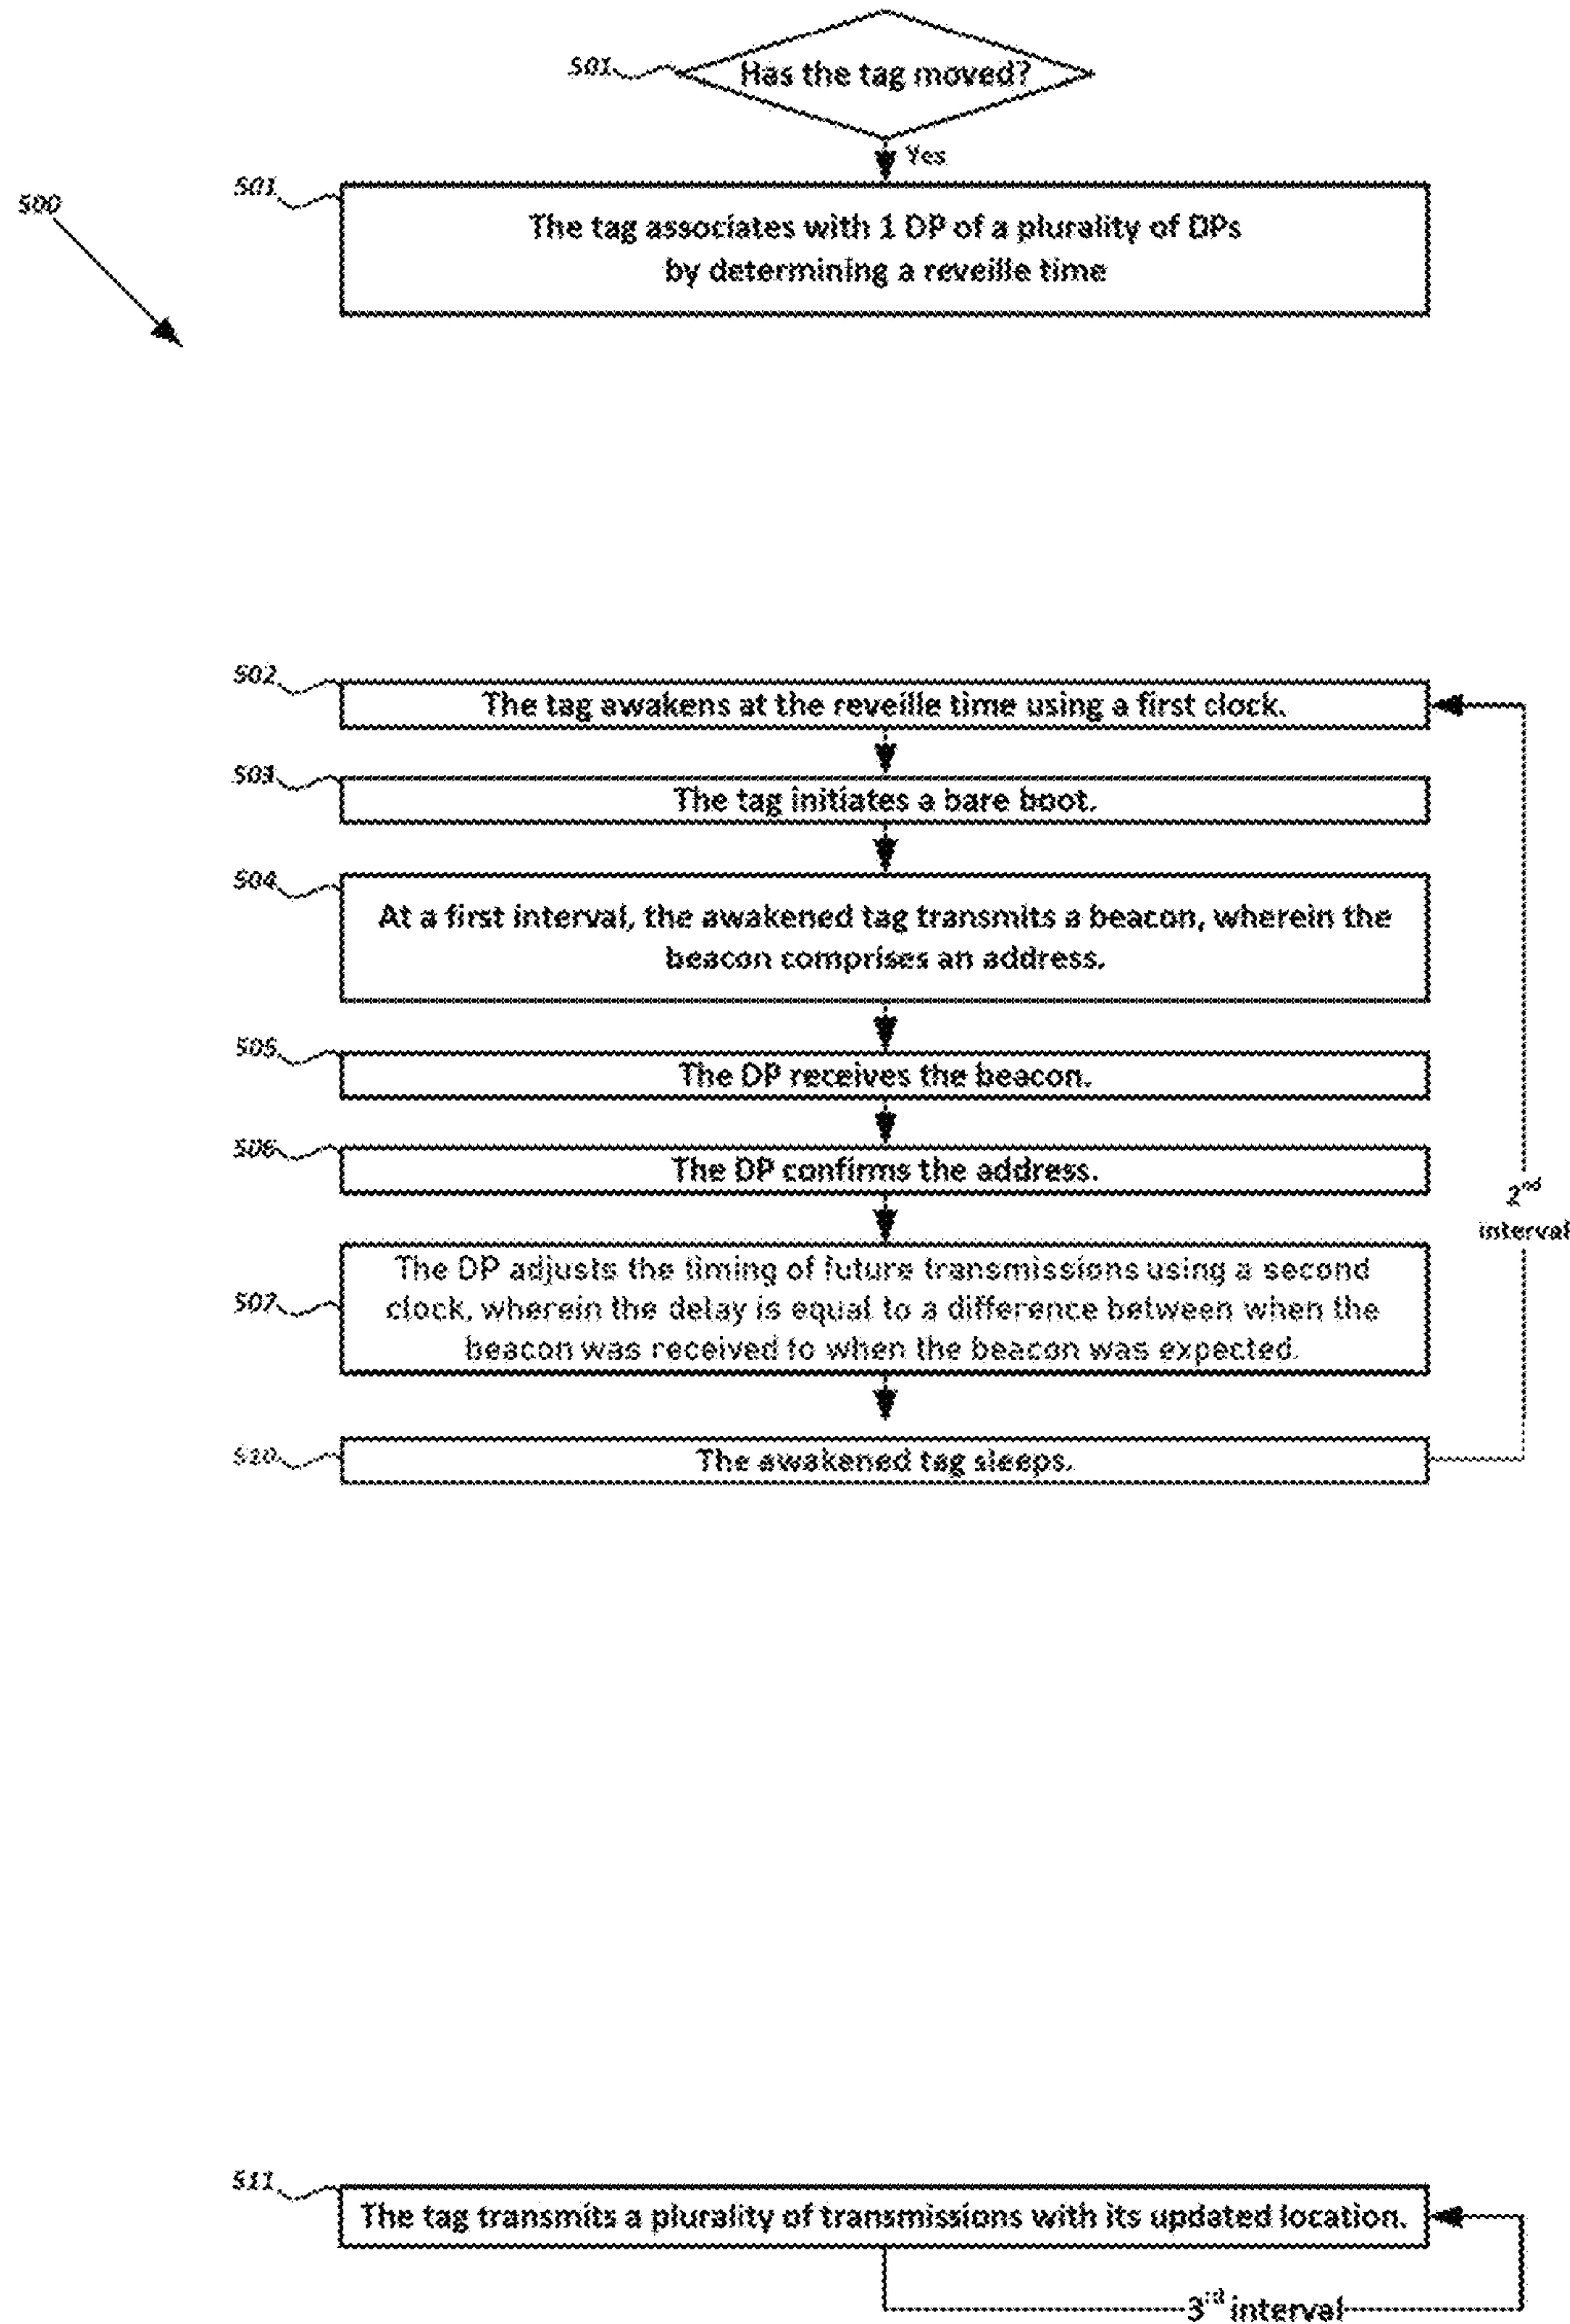 501
Has the tag moved?
Yes
501
500
The tag associates with 1 DP of a plurality of DPs
by determining a reveille time
502
The tag awakens at the reveille time using a first clock.
503
The tag initiates a bare boot.
504
At a first interval, the awakened tag transmits a beacon, wherein the
beacon comprises an address.
505
The DP receives the beacon.
506
The DP confirms the address.
2nd
interval
507
The DP adjusts the timing of future transmissions using a second
clock, wherein the delay is equal to a difference between when the
beacon was received to when the beacon was expected.
510
The awakened tag sleeps.
511
The tag transmits a plurality of transmissions with its updated location.
3rd interval